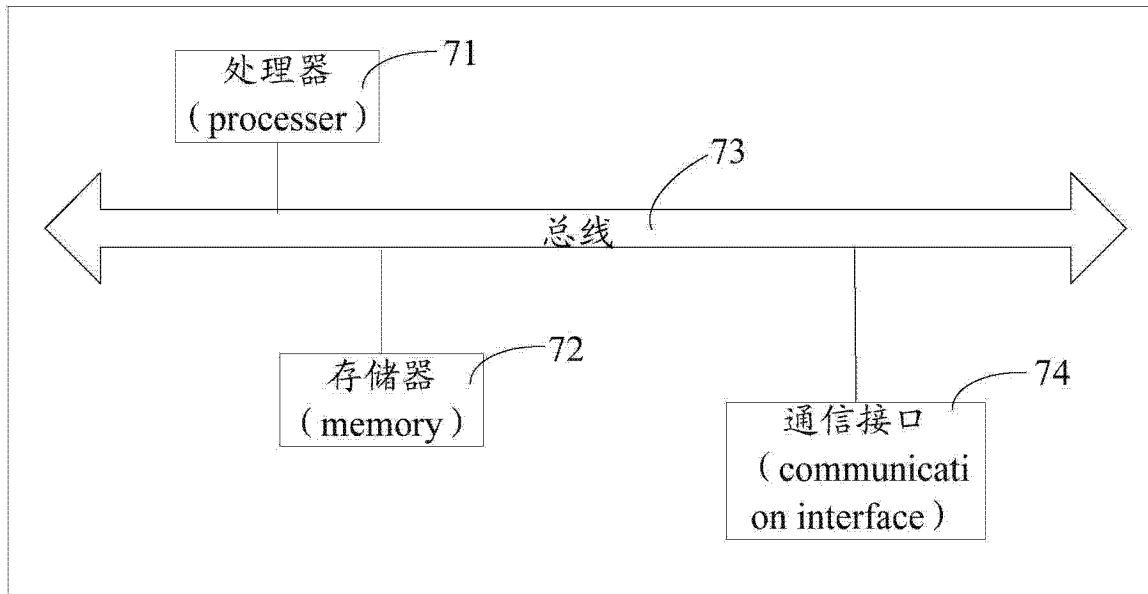 处理器
（processer）
71
73
总线
存储器
（memory）
72
通信接口
（communicati
on interface）
74